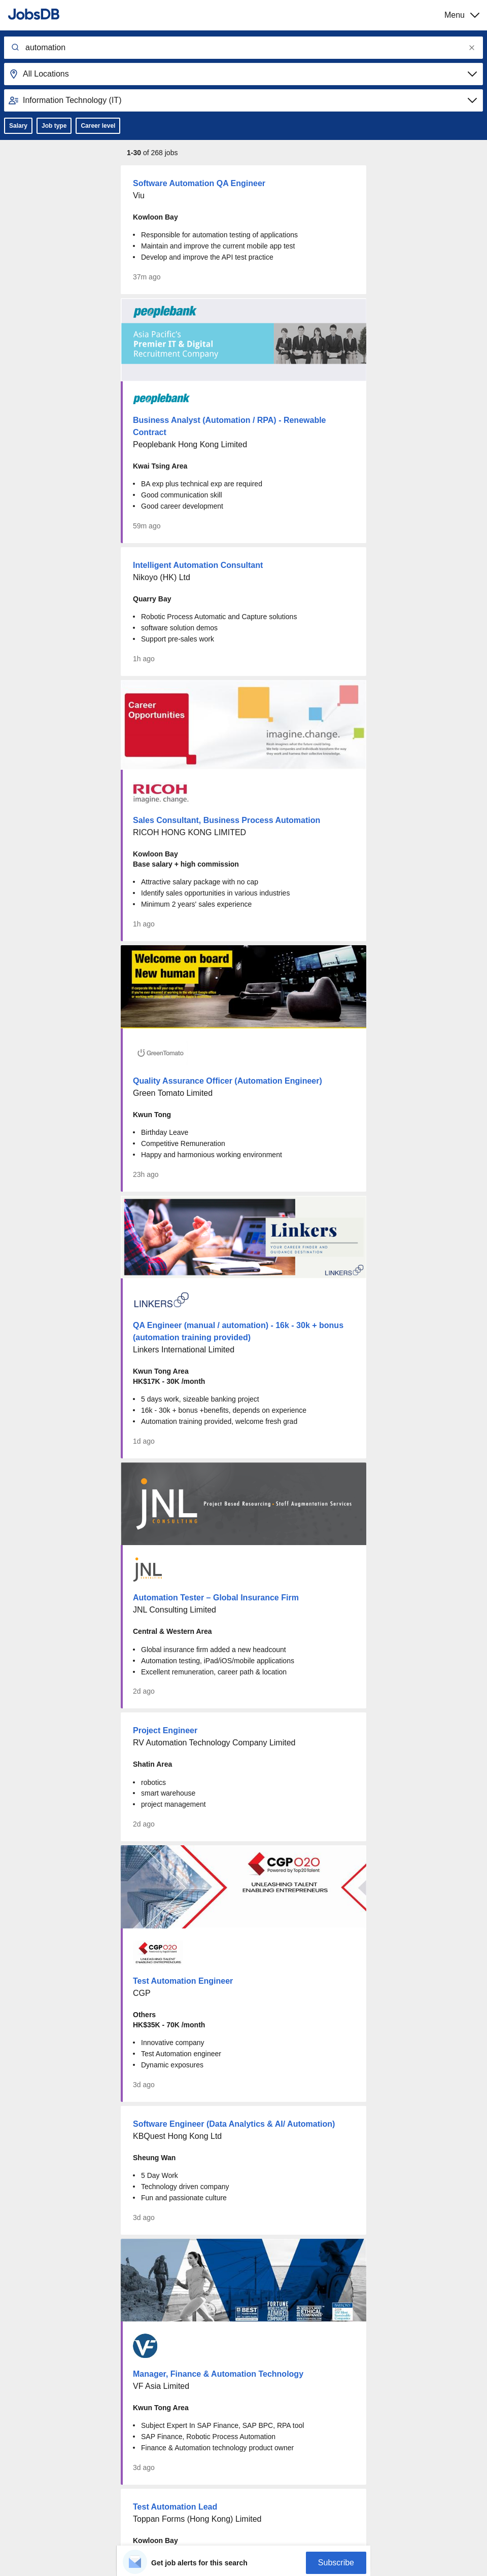 JobsDB
Menu
automation
All Locations
Information Technology (IT)
Salary
Job type
Career level
1-30 of 268 jobs
Software Automation QA Engineer
Viu
Kowloon Bay
• Responsible for automation testing of applications
• Maintain and improve the current mobile app test
• Develop and improve the API test practice
37m ago
peoplebank
Asia Pacific's
Premier IT & Digital
Recruitment Company
peoplebank
Business Analyst (Automation / RPA) - Renewable
Contract
Peoplebank Hong Kong Limited
Kwai Tsing Area
• BA exp plus technical exp are required
• Good communication skill
• Good career development
59m ago
Intelligent Automation Consultant
Nikoyo (HK) Ltd
Quarry Bay
• Robotic Process Automatic and Capture solutions
• software solution demos
• Support pre-sales work
1h ago
Career
Opportunities
imagine.change.
RICOH
imagine. change.
Sales Consultant, Business Process Automation
RICOH HONG KONG LIMITED
Kowloon Bay
Base salary + high commission
• Attractive salary package with no cap
• Identify sales opportunities in various industries
• Minimum 2 years' sales experience
1h ago
Welcome on board
New human
GreenTomato
Quality Assurance Officer (Automation Engineer)
Green Tomato Limited
Kwun Tong
• Birthday Leave
• Competitive Remuneration
• Happy and harmonious working environment
23h ago
Linkers
YOUR CAREER FINDER AND
GUIDANCE DESTINATION
LINKERS
LINKERS
QA Engineer (manual / automation) - 16k - 30k + bonus
(automation training provided)
Linkers International Limited
Kwun Tong Area
HK$17K - 30K /month
• 5 days work, sizeable banking project
• 16k - 30k + bonus +benefits, depends on experience
• Automation training provided, welcome fresh grad
1d ago
JNL
CONSULTING
Project Based Resourcing - Staff Augmentation Services
JNL
Automation Tester – Global Insurance Firm
JNL Consulting Limited
Central & Western Area
• Global insurance firm added a new headcount
• Automation testing, iPad/iOS/mobile applications
• Excellent remuneration, career path & location
2d ago
Project Engineer
RV Automation Technology Company Limited
Shatin Area
• robotics
• smart warehouse
• project management
2d ago
CGP O2O
Powered by Top20Talent
UNLEASHING TALENT
ENABLING ENTREPRENEURS
CGP O2O
UNLEASHING TALENT
ENABLING ENTREPRENEURS
Test Automation Engineer
CGP
Others
HK$35K - 70K /month
• Innovative company
• Test Automation engineer
• Dynamic exposures
3d ago
Software Engineer (Data Analytics & AI/ Automation)
KBQuest Hong Kong Ltd
Sheung Wan
• 5 Day Work
• Technology driven company
• Fun and passionate culture
3d ago
BEST
FORTUNE
ETHICAL
VF
Manager, Finance & Automation Technology
VF Asia Limited
Kwun Tong Area
• Subject Expert In SAP Finance, SAP BPC, RPA tool
• SAP Finance, Robotic Process Automation
• Finance & Automation technology product owner
3d ago
Test Automation Lead
Toppan Forms (Hong Kong) Limited
Kowloon Bay
Get job alerts for this search
Subscribe